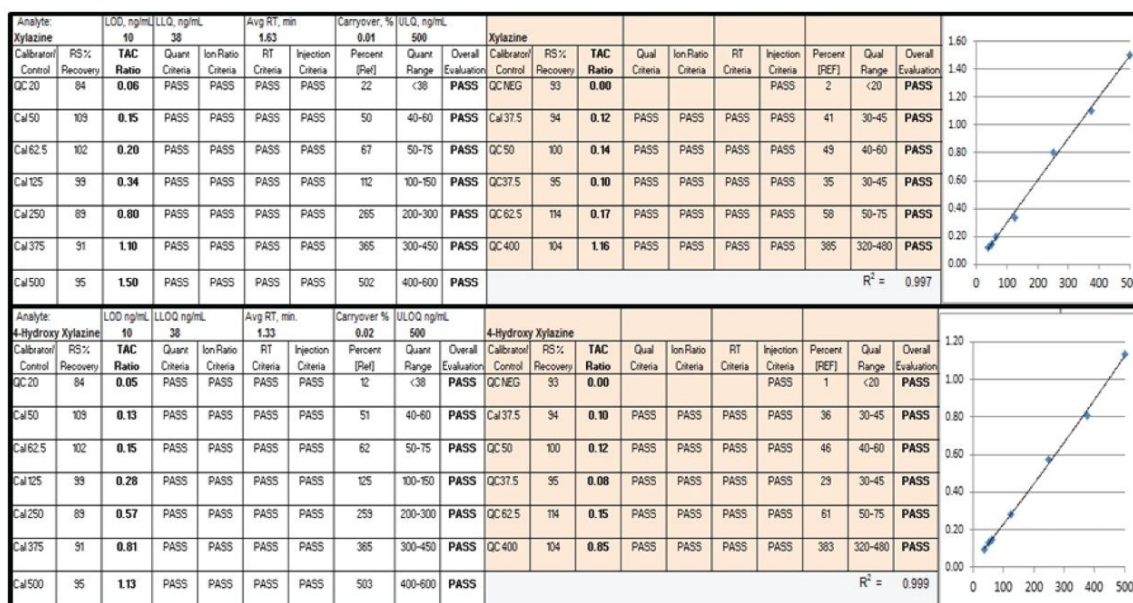 Analyte: LOD, ng/mL LLQ, ng/mL Avg RT, min Carryover, % ULQ, ng/mL
Xylazine 10 38 1.63 0.01 500 Xylazine
Calibrator/ RS% TAC Quant Ion Ratio RT Injection Percent Quant Overall Calibrator/ RS% TAC Qual Ion Ratio RT Injection Percent Qual Overall
Control Recovery Ratio Criteria Criteria Criteria Criteria [Ref] Range Evaluation Control Recovery Ratio Criteria Criteria Criteria Criteria [REF] Range Evaluation
QC 20 84 0.06 PASS PASS PASS PASS 22 <38 PASS QC NEG 93 0.00 PASS 2 <20 PASS
Cal 50 109 0.15 PASS PASS PASS PASS 50 40-60 PASS Cal 37.5 94 0.12 PASS PASS PASS PASS 41 30-45 PASS
Cal 62.5 102 0.20 PASS PASS PASS PASS 67 50-75 PASS QC 50 100 0.14 PASS PASS PASS PASS 49 40-60 PASS
Cal 125 99 0.34 PASS PASS PASS PASS 112 100-150 PASS QC37.5 95 0.10 PASS PASS PASS PASS 35 30-45 PASS
Cal 250 89 0.80 PASS PASS PASS PASS 265 200-300 PASS QC 62.5 114 0.17 PASS PASS PASS PASS 58 50-75 PASS
Cal 375 91 1.10 PASS PASS PASS PASS 365 300-450 PASS QC 400 104 1.16 PASS PASS PASS PASS 385 320-480 PASS
Cal 500 95 1.50 PASS PASS PASS PASS 502 400-600 PASS R² = 0.997
1.60
1.40
1.20
1.00
0.80
0.60
0.40
0.20
0.00
0 100 200 300 400 500
Analyte: LOD ng/mL LLOQ ng/mL Avg RT, min. Carryover % ULOQ ng/mL
4-Hydroxy Xylazine 10 38 1.33 0.02 500 4-Hydroxy Xylazine
Calibrator/ RS% TAC Quant Ion Ratio RT Injection Percent Quant Overall Calibrator/ RS% TAC Qual Ion Ratio RT Injection Percent Qual Overall
Control Recovery Ratio Criteria Criteria Criteria Criteria [Ref] Range Evaluation Control Recovery Ratio Criteria Criteria Criteria Criteria [REF] Range Evaluation
QC 20 84 0.05 PASS PASS PASS PASS 12 <38 PASS QC NEG 93 0.00 PASS 1 <20 PASS
Cal 50 109 0.13 PASS PASS PASS PASS 51 40-60 PASS Cal 37.5 94 0.10 PASS PASS PASS PASS 36 30-45 PASS
Cal 62.5 102 0.15 PASS PASS PASS PASS 62 50-75 PASS QC 50 100 0.12 PASS PASS PASS PASS 46 40-60 PASS
Cal 125 99 0.28 PASS PASS PASS PASS 125 100-150 PASS QC37.5 95 0.08 PASS PASS PASS PASS 29 30-45 PASS
Cal 250 89 0.57 PASS PASS PASS PASS 259 200-300 PASS QC 62.5 114 0.15 PASS PASS PASS PASS 61 50-75 PASS
Cal 375 91 0.81 PASS PASS PASS PASS 365 300-450 PASS QC 400 104 0.85 PASS PASS PASS PASS 383 320-480 PASS
Cal 500 95 1.13 PASS PASS PASS PASS 503 400-600 PASS R² = 0.999
1.20
1.00
0.80
0.60
0.40
0.20
0.00
0 100 200 300 400 500